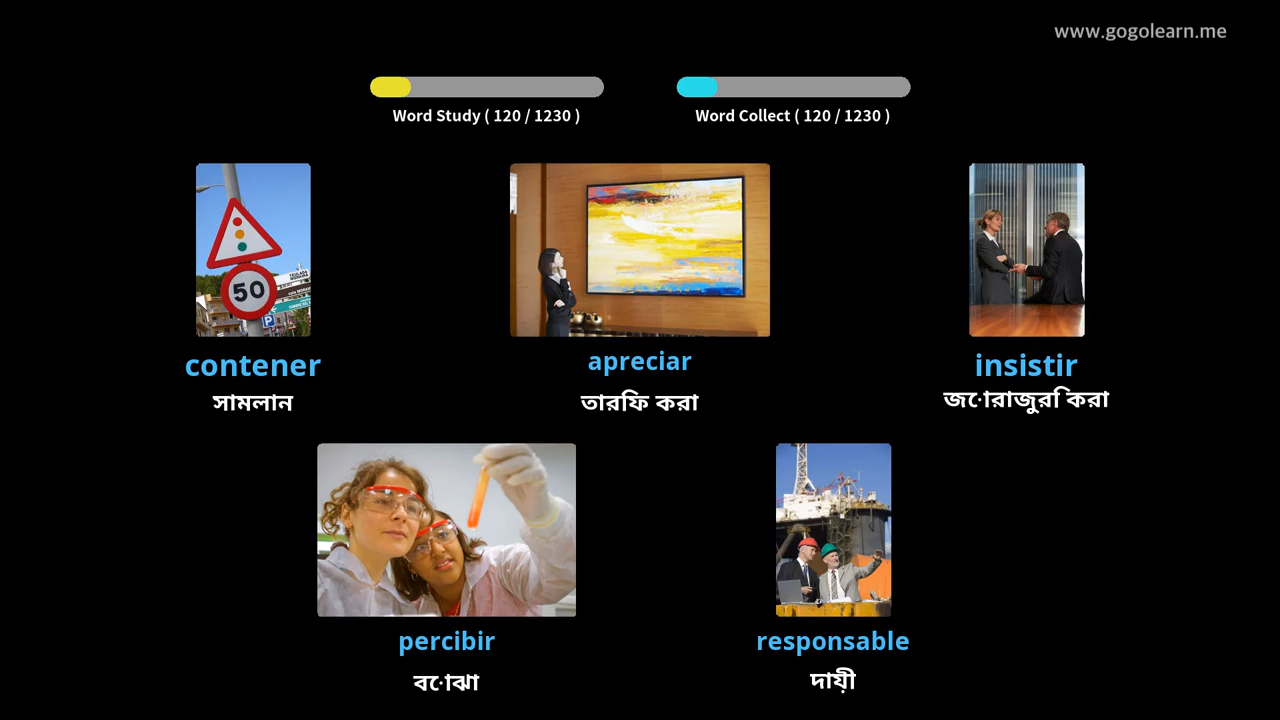 www.gogolearn.me
Word Study ( 120 / 1230 )
Word Collect ( 120 / 1230 )
50
P
contener
apreciar
insistir
সামলান
তারিফ করা
জোরাজুরি করা
percibir
responsable
বোঝা
দায়ী